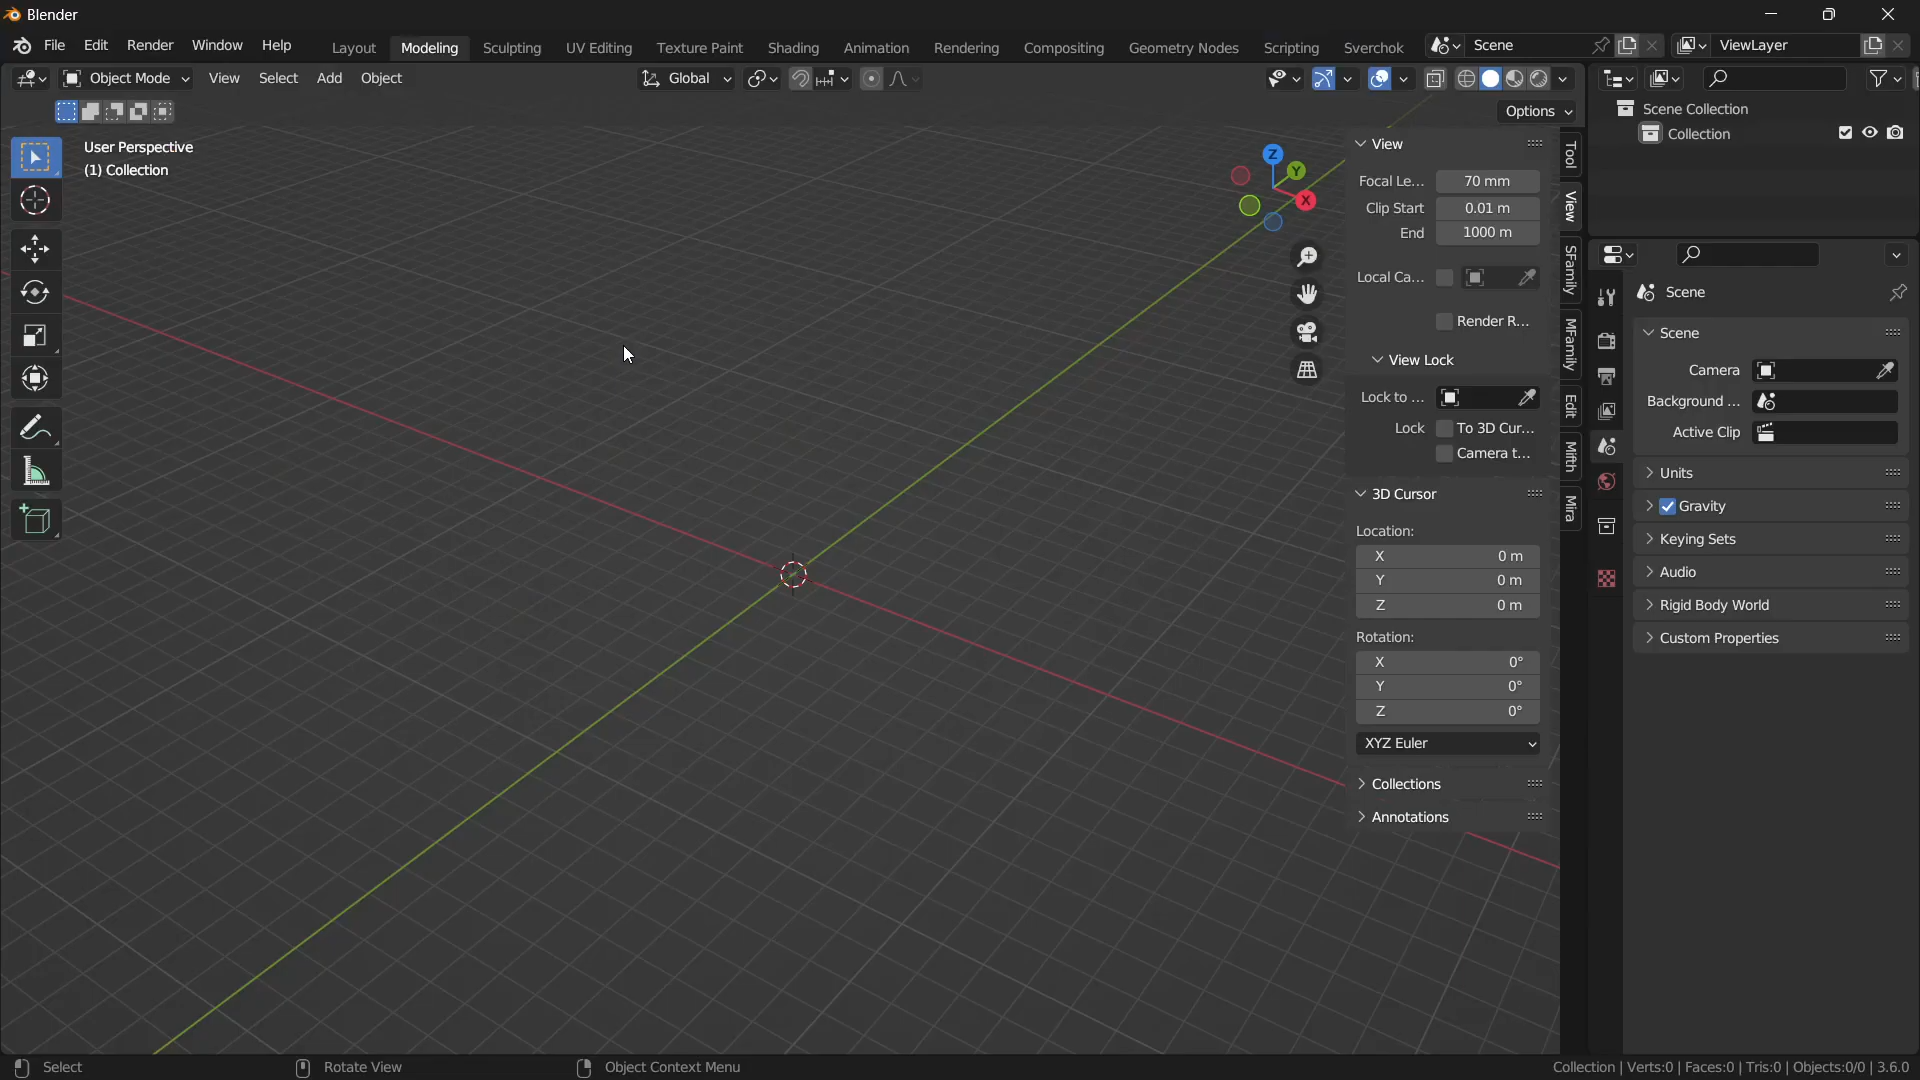 Blender
File Edit Render Window Help Layout Modeling Sculpting UV Editing Texture Paint Shading Animation Rendering Compositing Geometry Nodes Scripting Sverchok Scene ViewLayer
Object Mode View Select Add Object Global
Options
User Perspective
(1) Collection
Z
Y
X
View
Focal Le... 70 mm
Clip Start 0.01 m
End 1000 m
Local Ca...
Render R...
View Lock
Lock to ...
Lock To 3D Cur...
Camera t...
3D Cursor
Location:
X 0 m
Y 0 m
Z 0 m
Rotation:
X 0°
Y 0°
Z 0°
XYZ Euler
Collections
Annotations
Tool
View
SFamily
MFamily
Edit
Mifth
Mira
Scene Collection
Collection
Scene
Scene
Camera
Background ...
Active Clip
Units
Gravity
Keying Sets
Audio
Rigid Body World
Custom Properties
Select Rotate View Object Context Menu Collection | Verts:0 | Faces:0 | Tris:0 | Objects:0/0 | 3.6.0